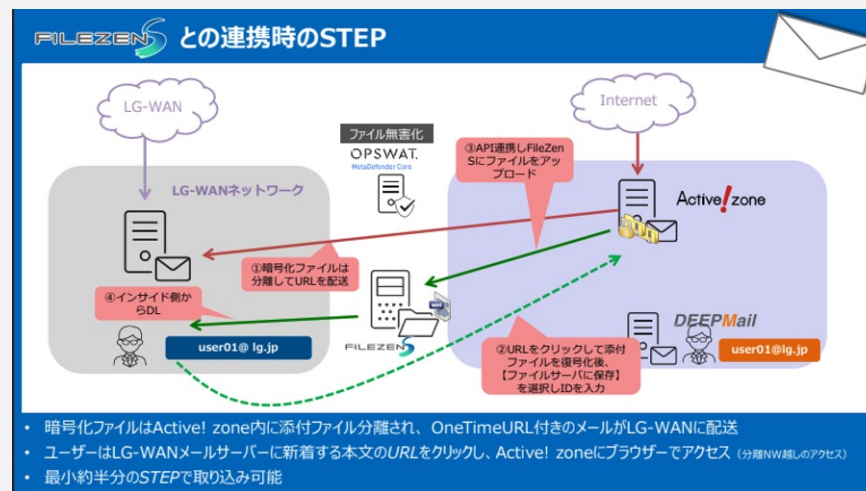 FILEZEN S との連携時のSTEP
LG-WAN
Internet
ファイル無害化
OPSWAT.
MetaDefender Core
③API連携しFileZen
Sにファイルをアッ
プロード
LG-WANネットワーク
Active! zone
①暗号化ファイルは
分離してURLを配送
④インサイド側か
らDL
user01@ lg.jp
FILEZEN S
DEEPMail
user01@lg.jp
②URLをクリックして添付
ファイルを復号化後、
【ファイルサーバに保存】
を選択しIDを入力
• 暗号化ファイルはActive! zone内に添付ファイル分離され、OneTimeURL付きのメールがLG-WANに配送
• ユーザーはLG-WANメールサーバーに新着する本文のURLをクリックし、Active! zoneにブラウザーでアクセス（分離NW越しのアクセス）
• 最小約半分のSTEPで取り込み可能